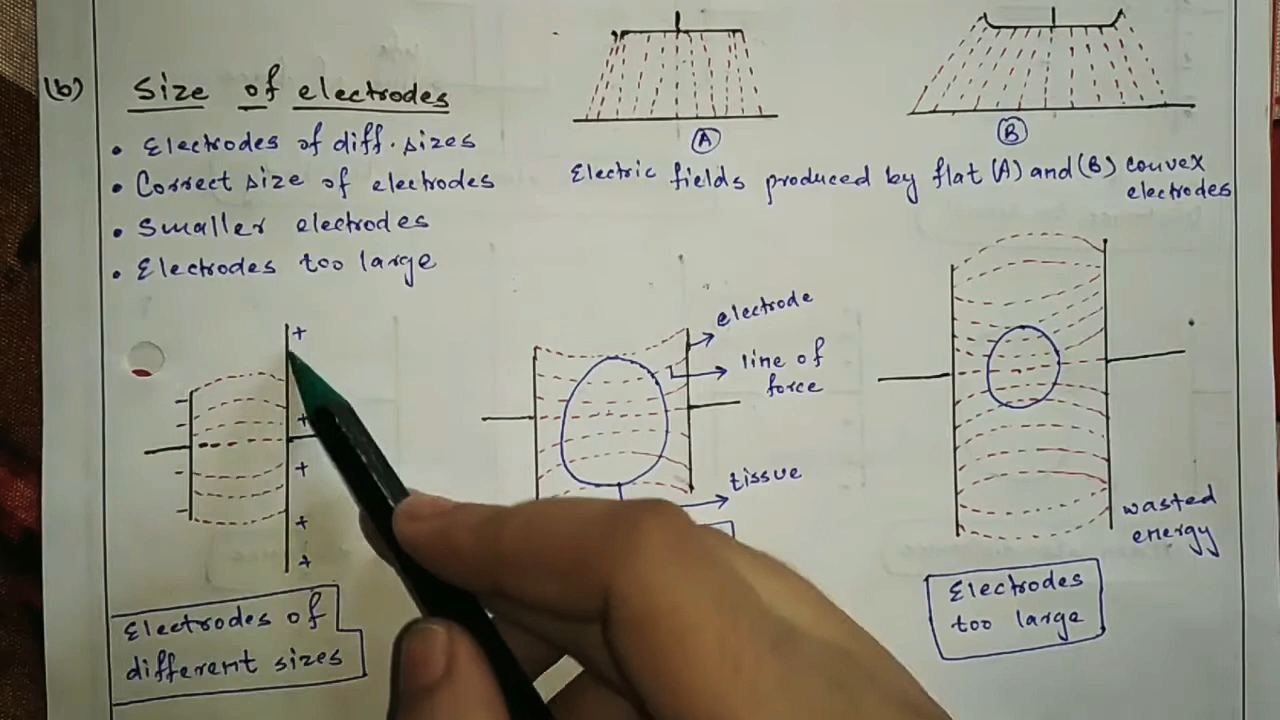 (b) Size of electrodes
• Electrodes of diff. sizes
• Correct size of electrodes
• Smaller electrodes
• Electrodes too large
A
B
Electric fields produced by flat (A) and (B) convex
electrodes
+
+
+
+
+
electrode
line of
force
tissue
wasted
energy
Electrodes of
different sizes
Electrodes
too large